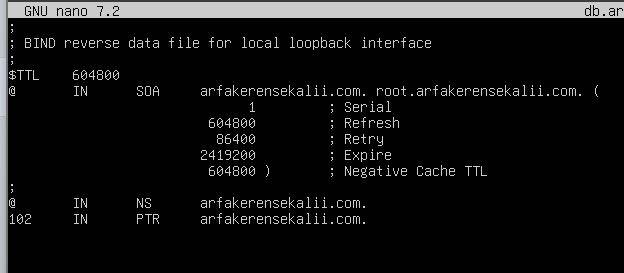 GNU nano 7.2 db.ar
;
; BIND reverse data file for local loopback interface
;
$TTL 604800
@ IN SOA arfakerensekalii.com. root.arfakerensekalii.com. (
1 ; Serial
604800 ; Refresh
86400 ; Retry
2419200 ; Expire
604800 ) ; Negative Cache TTL
;
@ IN NS arfakerensekalii.com.
102 IN PTR arfakerensekalii.com.